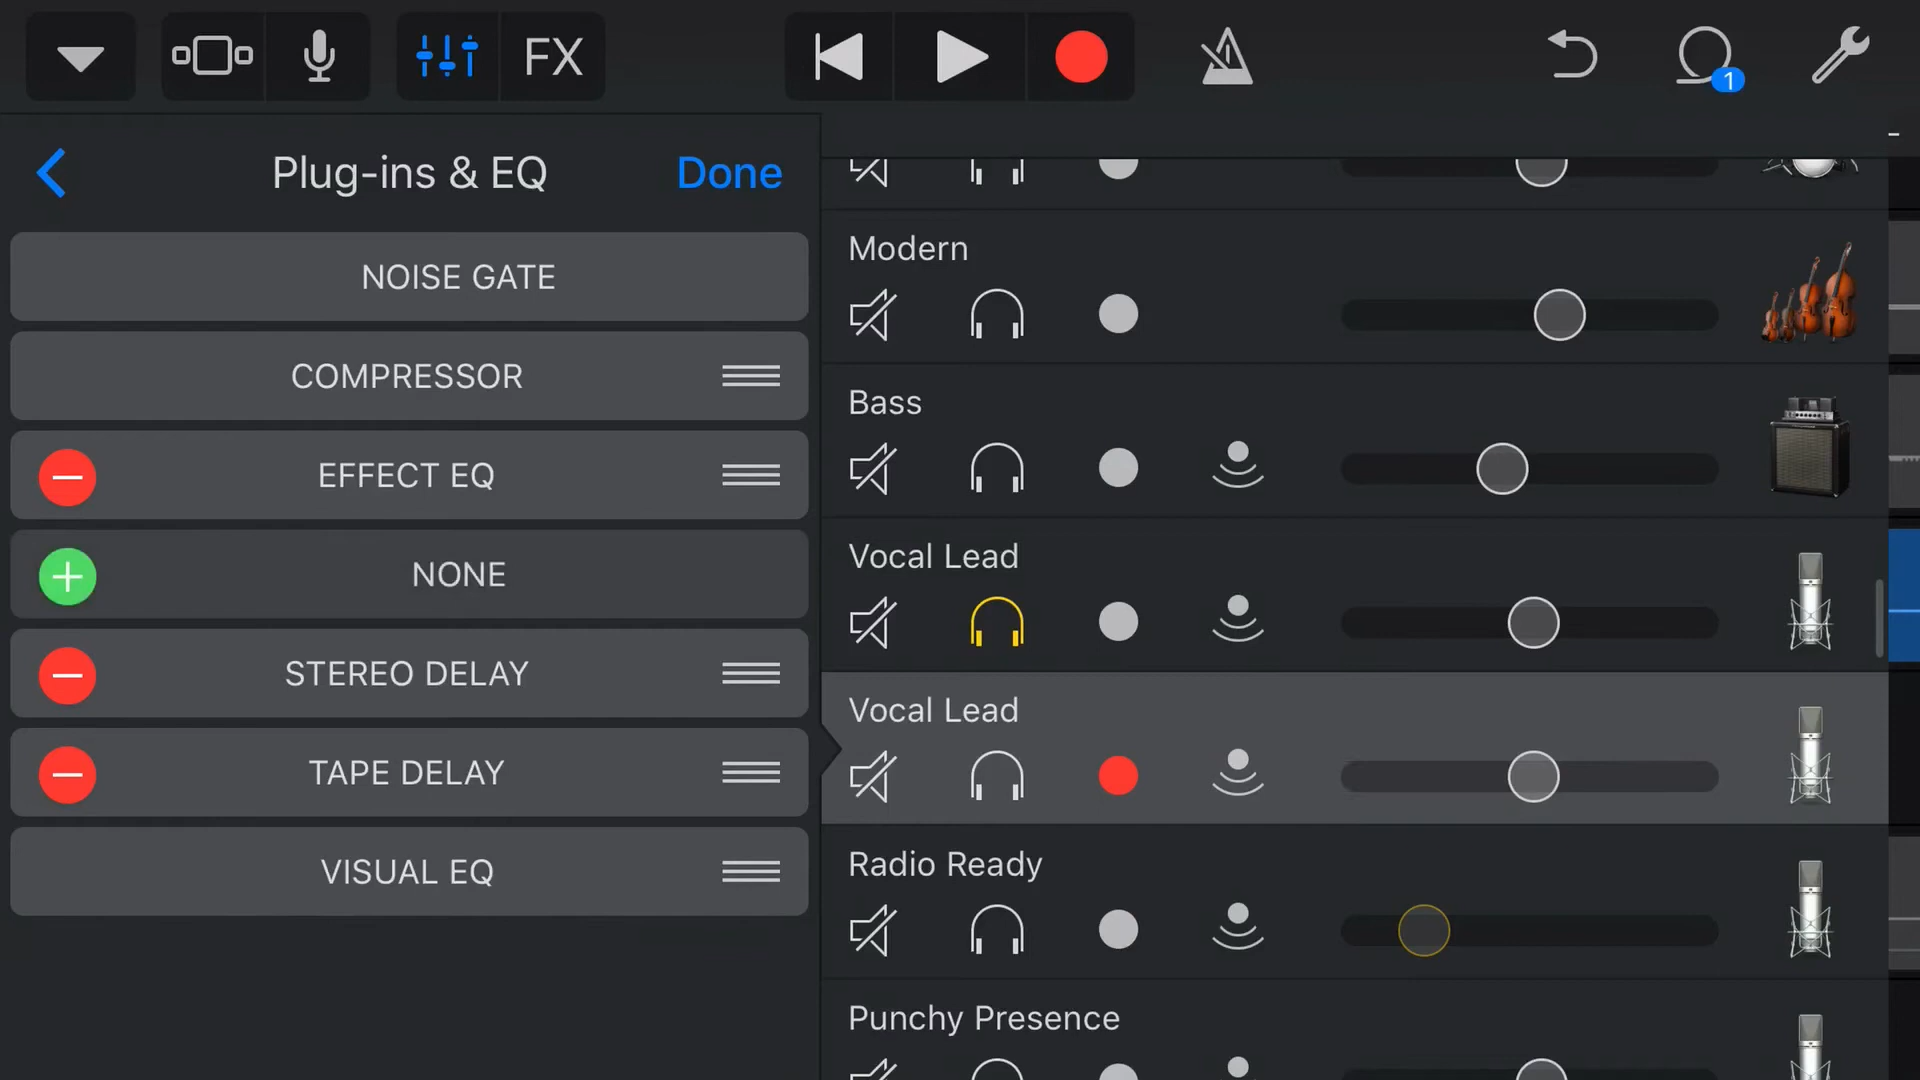 FX
1
Plug-ins & EQ
Done
NOISE GATE
COMPRESSOR
EFFECT EQ
NONE
STEREO DELAY
TAPE DELAY
VISUAL EQ
Modern
Bass
Vocal Lead
Vocal Lead
Radio Ready
Punchy Presence